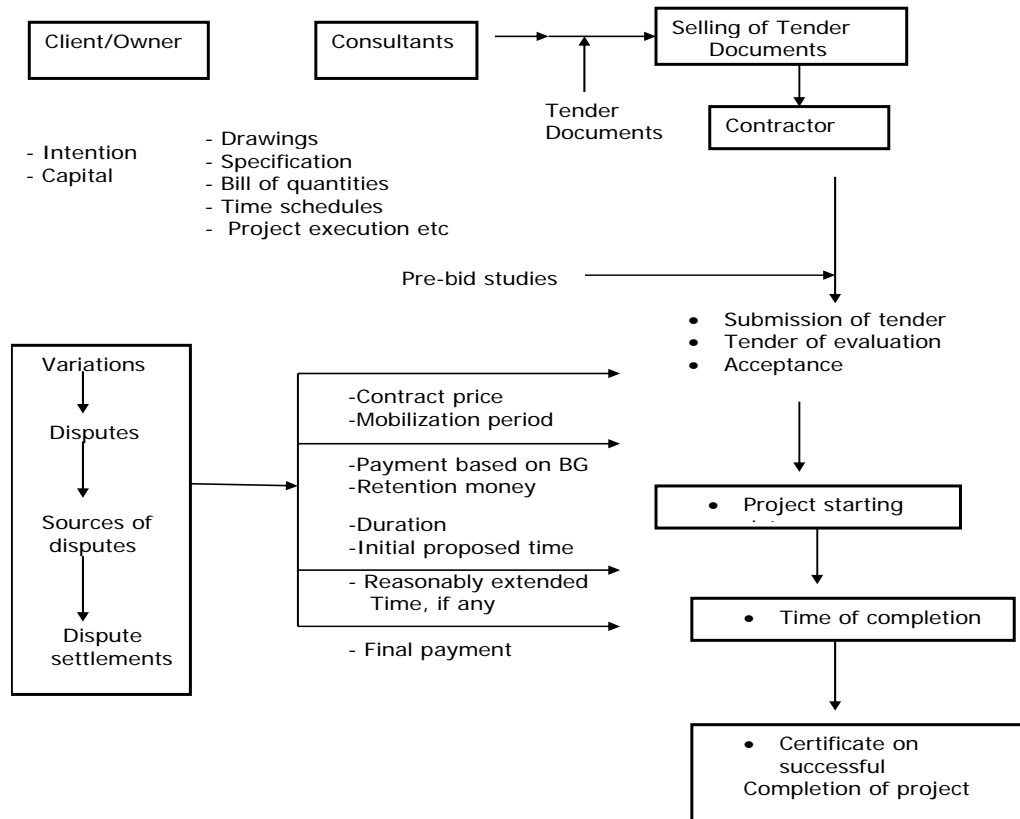 Client/Owner
Consultants
Selling of Tender
Documents
Tender
Documents
Contractor
- Intention
- Capital
- Drawings
- Specification
- Bill of quantities
- Time schedules
- Project execution etc
Pre-bid studies
• Submission of tender
• Tender of evaluation
• Acceptance
Variations
Disputes
Sources of
disputes
Dispute
settlements
-Contract price
-Mobilization period
-Payment based on BG
-Retention money
-Duration
-Initial proposed time
- Reasonably extended
Time, if any
- Final payment
• Project starting
• Time of completion
• Certificate on
successful
Completion of project